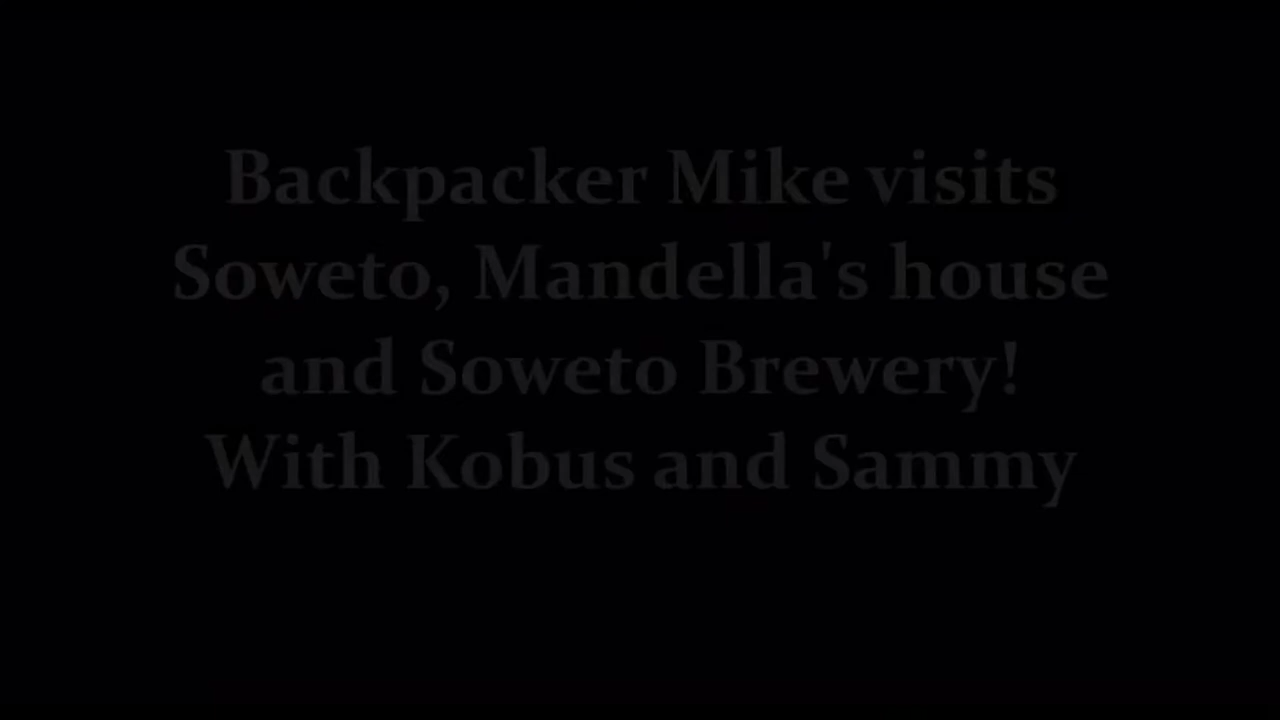 Backpacker Mike visits
Soweto, Mandella's house
and Soweto Brewery!
With Kobus and Sammy